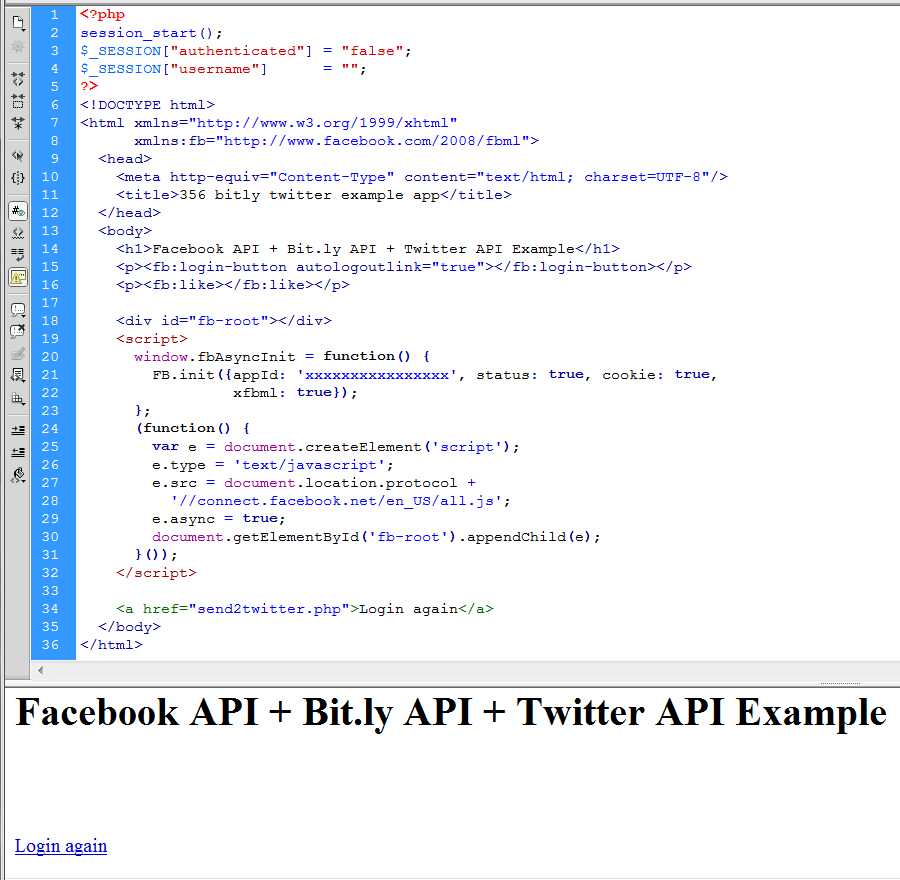 1 <?php
2 session_start();
3 $_SESSION["authenticated"] = "false";
4 $_SESSION["username"]      = "";
5 ?>
6 <!DOCTYPE html>
7 <html xmlns="http://www.w3.org/1999/xhtml"
8       xmlns:fb="http://www.facebook.com/2008/fbml">
9   <head>
10     <meta http-equiv="Content-Type" content="text/html; charset=UTF-8"/>
11     <title>356 bitly twitter example app</title>
12   </head>
13   <body>
14     <h1>Facebook API + Bit.ly API + Twitter API Example</h1>
15     <p><fb:login-button autologoutlink="true"></fb:login-button></p>
16     <p><fb:like></fb:like></p>
17
18     <div id="fb-root"></div>
19     <script>
20       window.fbAsyncInit = function() {
21         FB.init({appId: 'xxxxxxxxxxxxxxxx', status: true, cookie: true,
22                  xfbml: true});
23       };
24       (function() {
25         var e = document.createElement('script');
26         e.type = 'text/javascript';
27         e.src = document.location.protocol +
28           '//connect.facebook.net/en_US/all.js';
29         e.async = true;
30         document.getElementById('fb-root').appendChild(e);
31       }());
32     </script>
33
34     <a href="send2twitter.php">Login again</a>
35   </body>
36 </html>
Facebook API + Bit.ly API + Twitter API Example
Login again